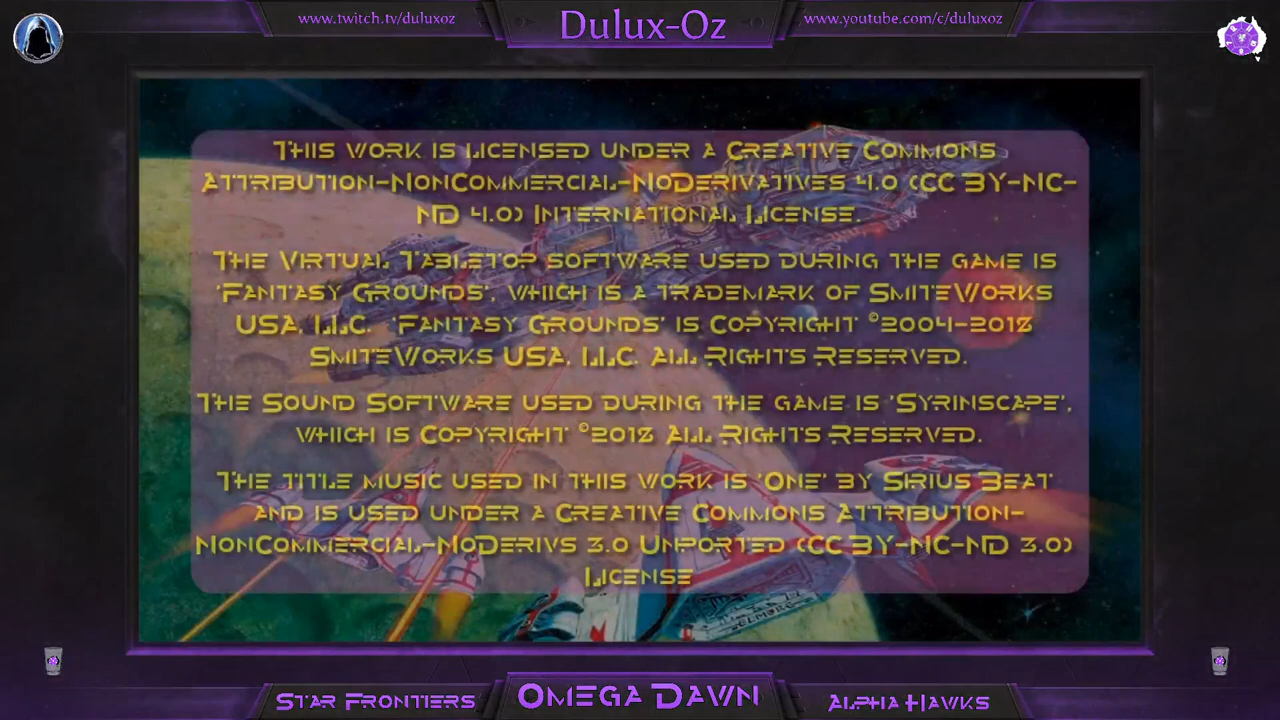 www.twitch.tv/duluxoz
Dulux-Oz
www.youtube.com/c/duluxoz
This work is licensed under a Creative Commons
Attribution-NonCommercial-NoDerivatives 4.0 (CC BY-NC-
ND 4.0) International License.
The Virtual Tabletop software used during the game is
'Fantasy Grounds', which is a trademark of SmiteWorks
USA, LLC. 'Fantasy Grounds' is Copyright ©2004-2018
SmiteWorks USA, LLC. All Rights Reserved.
The Sound Software used during the game is 'Syrinscape',
which is Copyright ©2018 All Rights Reserved.
The title music used in this work is 'One' by Sirius Beat
and is used under a Creative Commons Attribution-
NonCommercial-NoDerivs 3.0 Unported (CC BY-NC-ND 3.0)
License
Elmore
Star Frontiers
Omega Dawn
Alpha Hawks